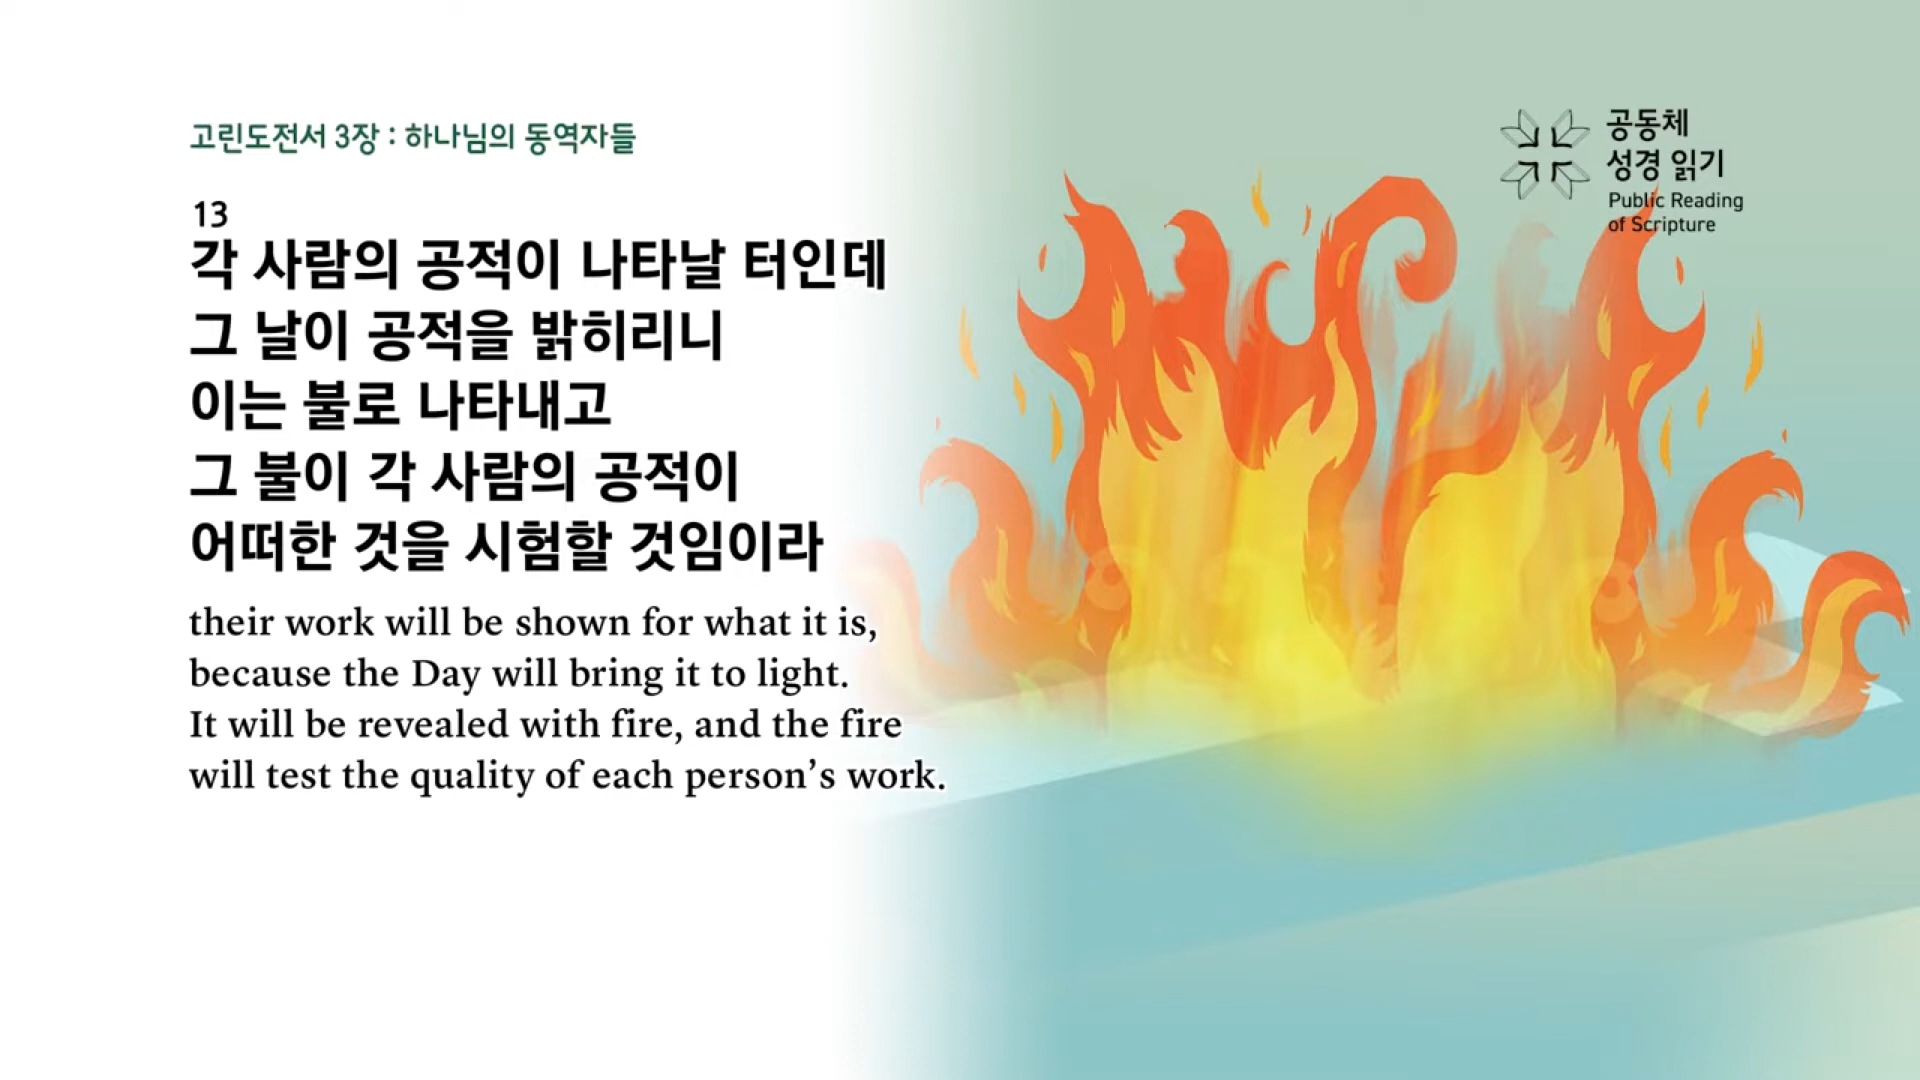 고린도전서 3장 : 하나님의 동역자들
13
각 사람의 공적이 나타날 터인데
그 날이 공적을 밝히리니
이는 불로 나타내고
그 불이 각 사람의 공적이
어떠한 것을 시험할 것임이라
their work will be shown for what it is,
because the Day will bring it to light.
It will be revealed with fire, and the fire
will test the quality of each person’s work.
공동체
성경 읽기
Public Reading
of Scripture